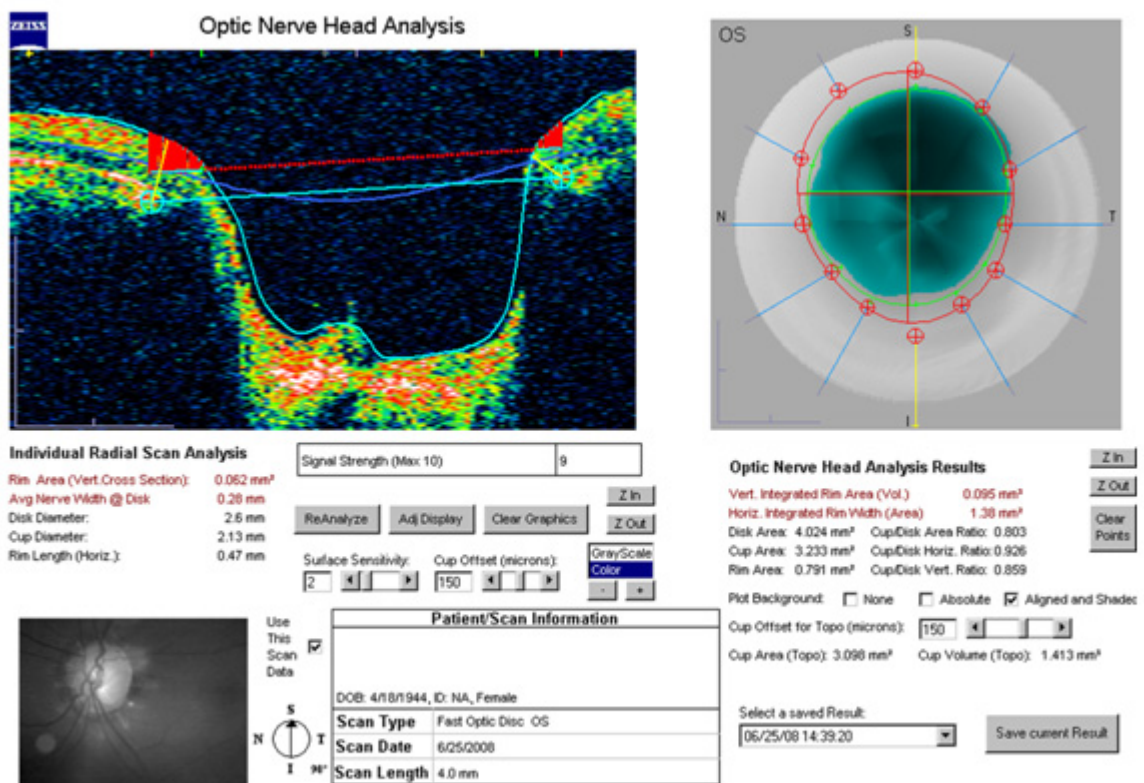 ZEISS
Optic Nerve Head Analysis
OS
S
N
T
I
Individual Radial Scan Analysis
Rim Area (Vert.Cross Section): 0.062 mm²
Avg Nerve Width @ Disk 0.28 mm
Disk Diameter: 2.6 mm
Cup Diameter: 2.13 mm
Rim Length (Horiz.): 0.47 mm
Signal Strength (Max 10) 9
Z In
Z Out
ReAnalyze Adj Display Clear Graphics
Surface Sensitivity: Cup Offset (microns):
2 150
GrayScale
Color
- +
Optic Nerve Head Analysis Results
Vert. Integrated Rim Area (Vol.) 0.095 mm³
Horiz. Integrated Rim Width (Area) 1.38 mm²
Disk Area: 4.024 mm² Cup/Disk Area Ratio: 0.803
Cup Area: 3.233 mm² Cup/Disk Horiz. Ratio: 0.926
Rim Area: 0.791 mm² Cup/Disk Vert. Ratio: 0.859
Z In
Z Out
Clear
Points
Plot Background: None Absolute Aligned and Shaded
Cup Offset for Topo (microns): 150
Cup Area (Topo): 3.098 mm² Cup Volume (Topo): 1.413 mm³
Select a saved Result:
06/25/08 14:39:20
Save current Result
Use
This
Scan
Data
S
N T
I 90°
Patient/Scan Information
DOB: 4/18/1944, ID: NA, Female
Scan Type Fast Optic Disc OS
Scan Date 6/25/2008
Scan Length 4.0 mm